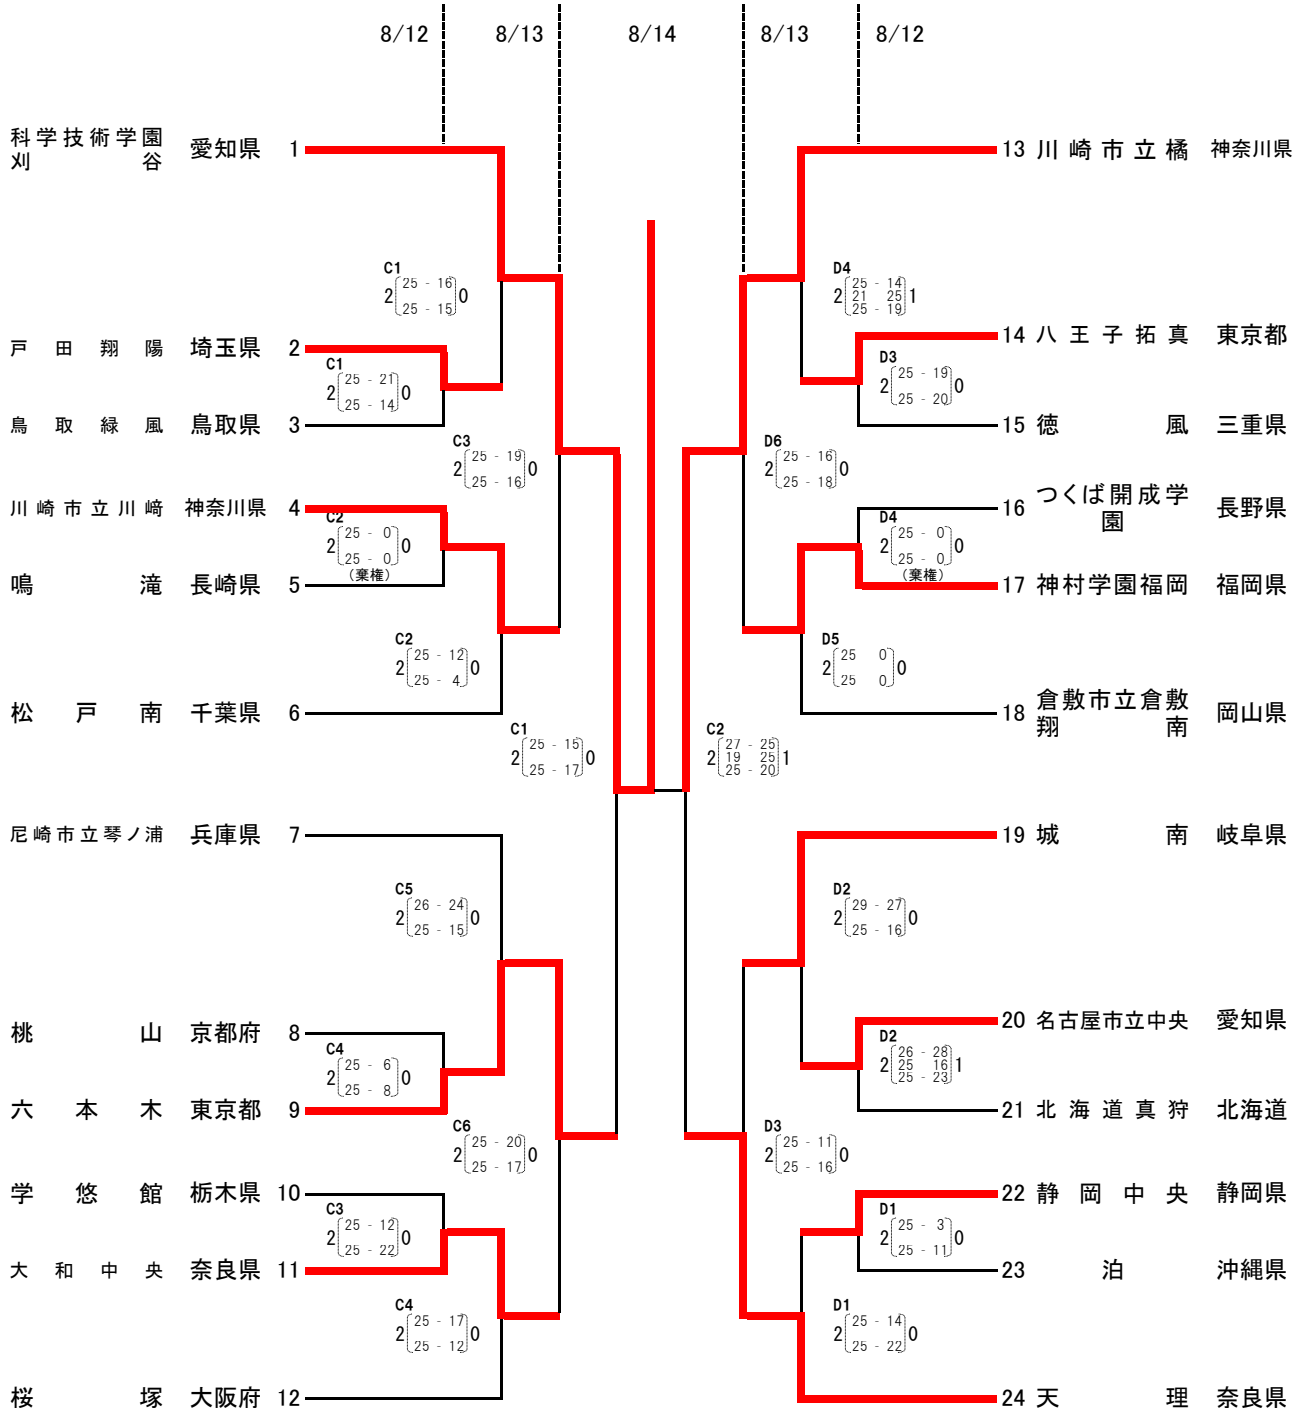 8/12 8/13 8/14 8/13 8/12
科学技術学園
刈谷 愛知県 1
13 川崎市立橘 神奈川県
C1
2 25 - 16 0
25 - 15
D4
2 25 - 14 1
21 25
25 - 19
戸田翔陽 埼玉県 2
14 八王子拓真 東京都
C1
2 25 - 21 0
25 - 14
D3
2 25 - 19 0
25 - 20
鳥取緑風 鳥取県 3
15 徳風 三重県
C3
2 25 - 19 0
25 - 16
D6
2 25 - 16 0
25 - 18
川崎市立川﨑 神奈川県 4
16 つくば開成学
園 長野県
C2
2 25 - 0 0
25 - 0
(棄権)
D4
2 25 - 0 0
25 - 0
(棄権)
鳴滝 長崎県 5
17 神村学園福岡 福岡県
C2
2 25 - 12 0
25 - 4
D5
2 25 0 0
25 0
松戸南 千葉県 6
18 倉敷市立倉敷
翔南 岡山県
C1
2 25 - 15 0
25 - 17
C2
2 27 - 25 1
19 25
25 - 20
尼崎市立琴ノ浦 兵庫県 7
19 城南 岐阜県
C5
2 26 - 24 0
25 - 15
D2
2 29 - 27 0
25 - 16
桃山 京都府 8
20 名古屋市立中央 愛知県
C4
2 25 - 6 0
25 - 8
D2
2 26 - 28 1
25 16
25 - 23
六本木 東京都 9
21 北海道真狩 北海道
C6
2 25 - 20 0
25 - 17
D3
2 25 - 11 0
25 - 16
学悠館 栃木県 10
22 静岡中央 静岡県
C3
2 25 - 12 0
25 - 22
D1
2 25 - 3 0
25 - 11
大和中央 奈良県 11
23 泊 沖縄県
C4
2 25 - 17 0
25 - 12
D1
2 25 - 14 0
25 - 22
桜塚 大阪府 12
24 天理 奈良県